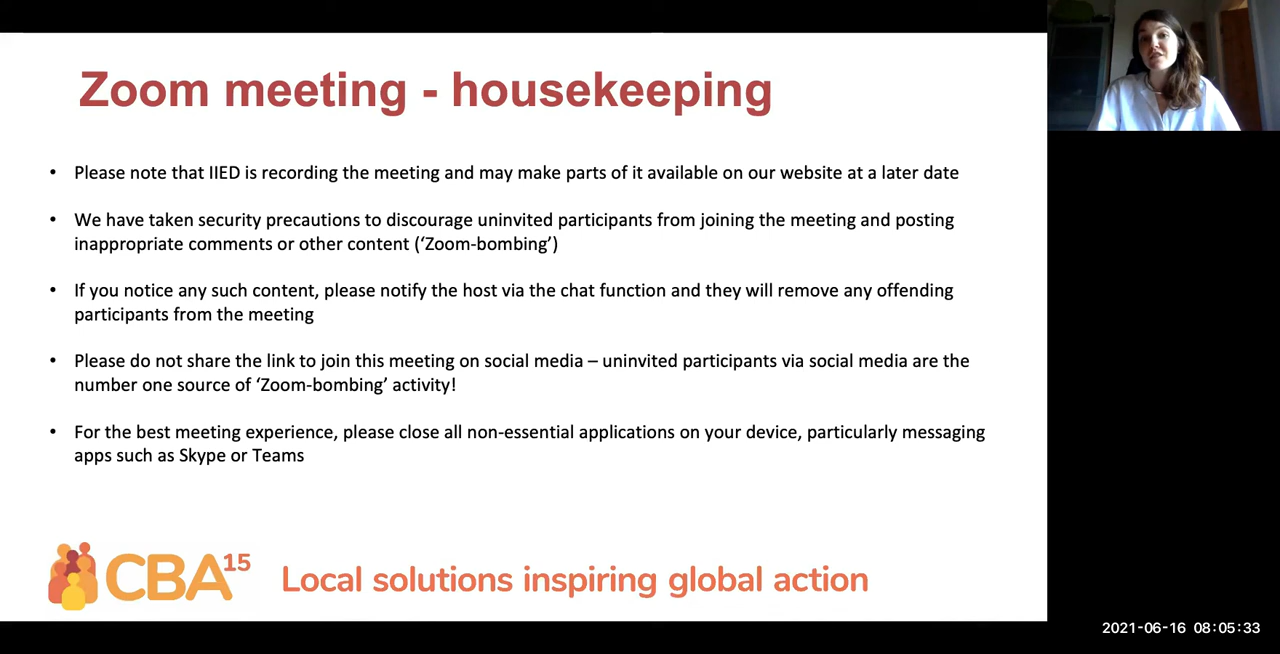 Zoom meeting - housekeeping
• Please note that IIED is recording the meeting and may make parts of it available on our website at a later date
• We have taken security precautions to discourage uninvited participants from joining the meeting and posting
inappropriate comments or other content (‘Zoom-bombing’)
• If you notice any such content, please notify the host via the chat function and they will remove any offending
participants from the meeting
• Please do not share the link to join this meeting on social media – uninvited participants via social media are the
number one source of ‘Zoom-bombing’ activity!
• For the best meeting experience, please close all non-essential applications on your device, particularly messaging
apps such as Skype or Teams
CBA15 Local solutions inspiring global action
2021-06-16 08:05:33